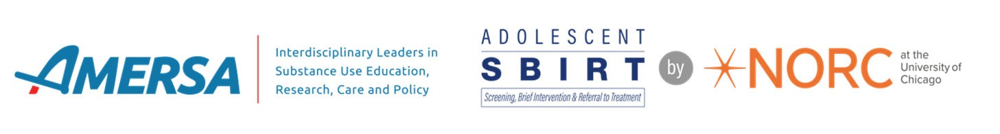 AMERSA
Interdisciplinary Leaders in
Substance Use Education,
Research, Care and Policy
ADOLESCENT
SBIRT
Screening, Brief Intervention & Referral to Treatment
by
NORC
at the
University of
Chicago